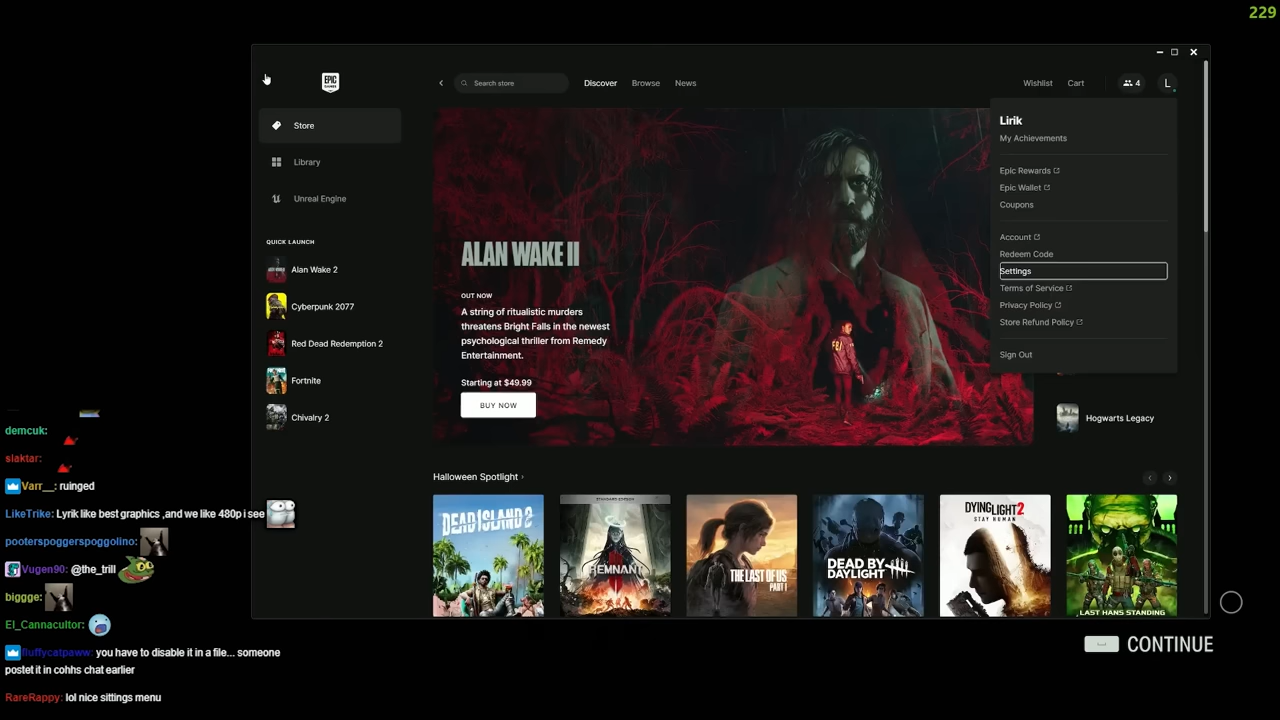 229
EPIC
GAMES
Search store
Discover
Browse
News
Wishlist
Cart
4
L
Store
Library
Unreal Engine
QUICK LAUNCH
Alan Wake 2
Cyberpunk 2077
Red Dead Redemption 2
Fortnite
Chivalry 2
ALAN WAKE II
OUT NOW
A string of ritualistic murders
threatens Bright Falls in the newest
psychological thriller from Remedy
Entertainment.
Starting at $49.99
BUY NOW
Lirik
My Achievements
Epic Rewards
Epic Wallet
Coupons
Account
Redeem Code
Settings
Terms of Service
Privacy Policy
Store Refund Policy
Sign Out
Hogwarts Legacy
Halloween Spotlight
DEAD ISLAND 2
STANDARD EDITION
REMNANT II
THE LAST OF US
PART I
DEAD BY
DAYLIGHT
DYING LIGHT 2
STAY HUMAN
LAST HANS STANDING
CONTINUE
demcuk:
slaktar:
Varr__: ruinged
LikeTrike: Lyrik like best graphics ,and we like 480p i see
pooterspoggerspoggolino:
Vugen90: @the_trill
biggge:
El_Cannacultor:
fluffycatpaww: you have to disable it in a file... someone
postet it in cohhs chat earlier
RareRappy: lol nice sittings menu